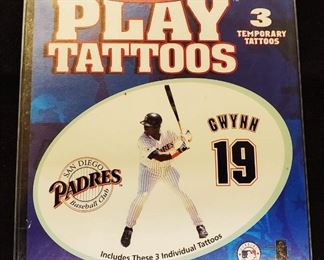 PLAY
TATTOOS
3
TEMPORARY
TATTOOS
GWYNN
19
SAN DIEGO
PADRES
Baseball Club
Includes These 3 Individual Tattoos